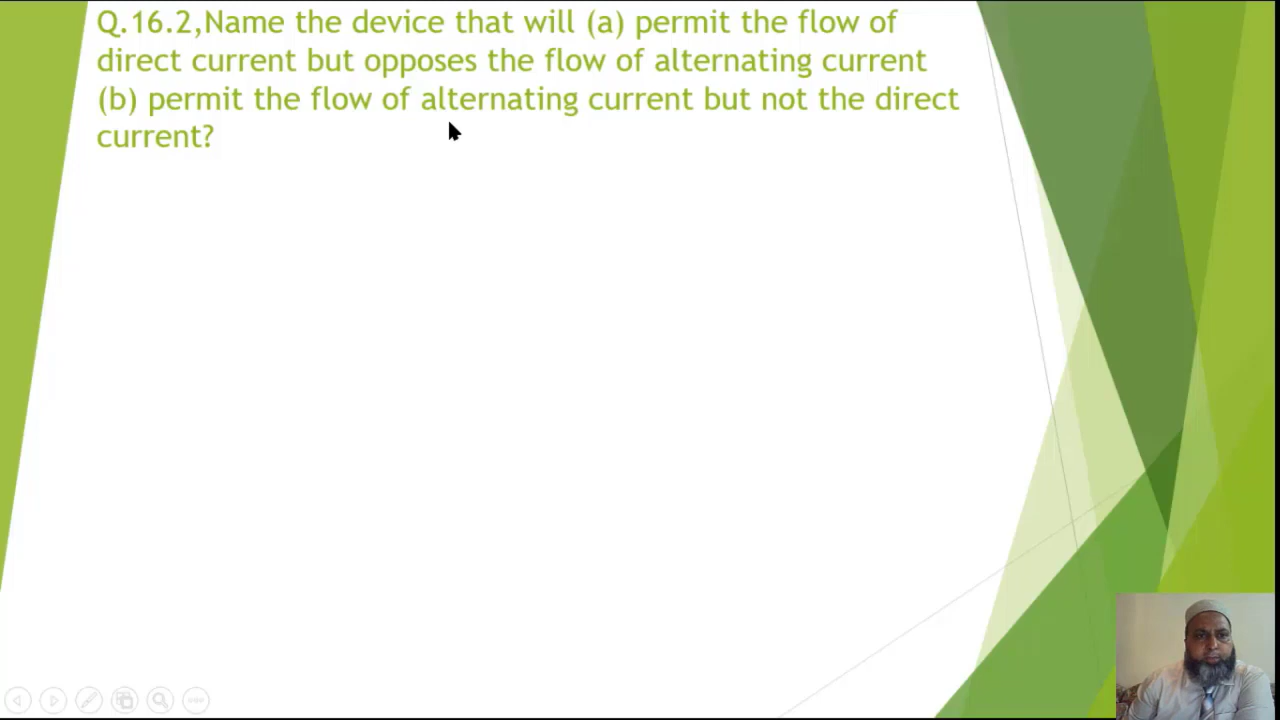 Q.16.2,Name the device that will (a) permit the flow of
direct current but opposes the flow of alternating current
(b) permit the flow of alternating current but not the direct
current?